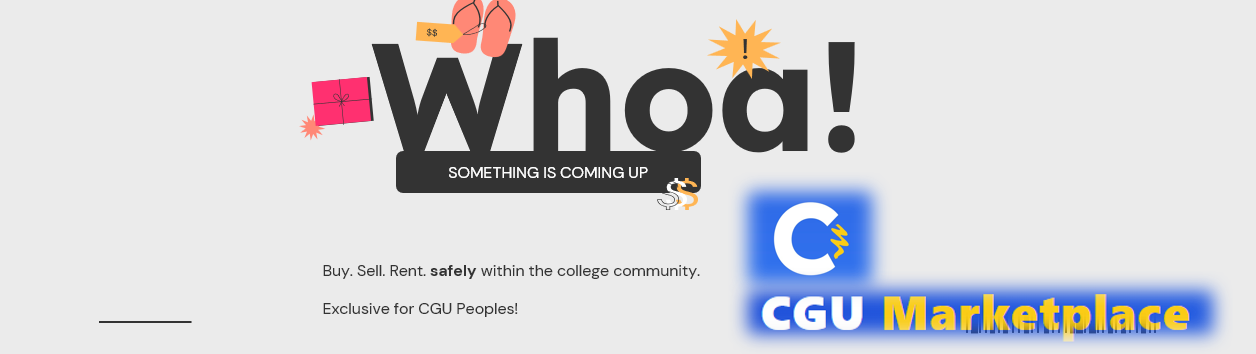 $$
!
Whoa!
SOMETHING IS COMING UP
$$
C
Buy. Sell. Rent. safely within the college community.
CGU Marketplace
Exclusive for CGU Peoples!